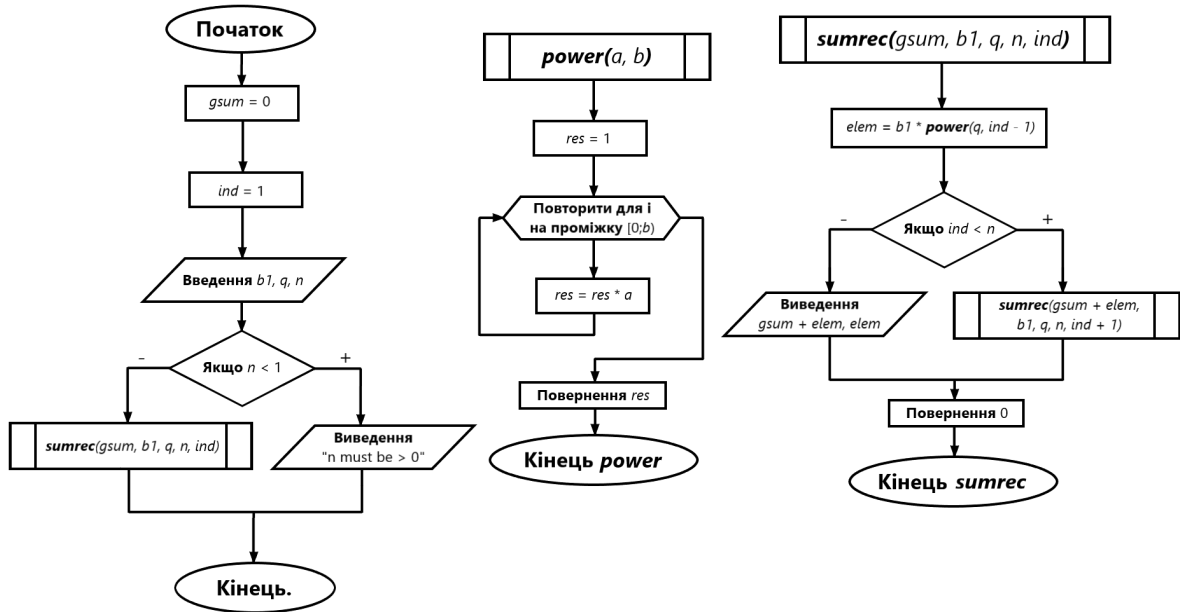 Початок
gsum = 0
ind = 1
Введення b1, q, n
Якщо n < 1
-
+
sumrec(gsum, b1, q, n, ind)
Виведення
"n must be > 0"
Кінець.
power(a, b)
res = 1
Повторити для i
на проміжку [0;b)
res = res * a
Повернення res
Кінець power
sumrec(gsum, b1, q, n, ind)
elem = b1 * power(q, ind - 1)
Якщо ind < n
-
+
Виведення
gsum + elem, elem
sumrec(gsum + elem,
b1, q, n, ind + 1)
Повернення 0
Кінець sumrec